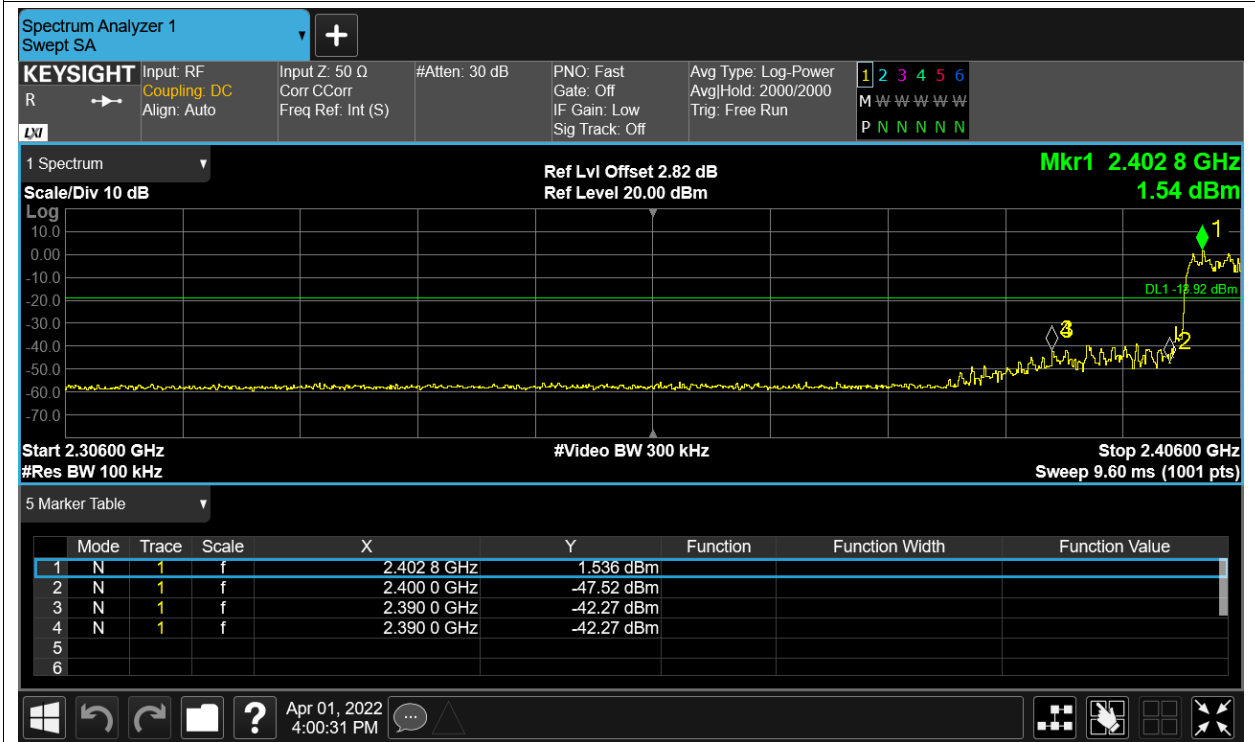 Spectrum Analyzer 1
Swept SA
KEYSIGHT Input: RF Input Z: 50 Ω #Atten: 30 dB PNO: Fast Avg Type: Log-Power 1 2 3 4 5 6
R Coupling: DC Corr CCorr Gate: Off Avg|Hold: 2000/2000 M W W W W W
Align: Auto Freq Ref: Int (S) IF Gain: Low Trig: Free Run
LXI Sig Track: Off P N N N N N
1 Spectrum Ref Lvl Offset 2.82 dB Mkr1 2.402 8 GHz
Scale/Div 10 dB Ref Level 20.00 dBm 1.54 dBm
Log
10.0 1
0.00
-10.0
DL1 -18.92 dBm
-20.0
-30.0 3
-40.0 2
-50.0
-60.0
-70.0
Start 2.30600 GHz #Video BW 300 kHz Stop 2.40600 GHz
#Res BW 100 kHz Sweep 9.60 ms (1001 pts)
5 Marker Table
Mode Trace Scale X Y Function Function Width Function Value
1 N 1 f 2.402 8 GHz 1.536 dBm
2 N 1 f 2.400 0 GHz -47.52 dBm
3 N 1 f 2.390 0 GHz -42.27 dBm
4 N 1 f 2.390 0 GHz -42.27 dBm
5
6
? Apr 01, 2022
4:00:31 PM